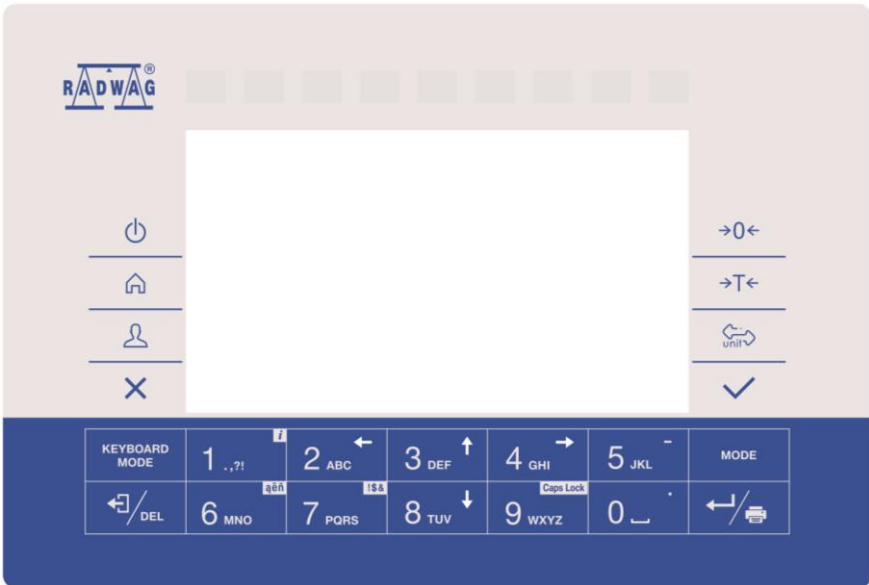 RADWAG®
→0←
→T←
unit
KEYBOARD
MODE
1 .,?!
i
2 ABC ←
3 DEF ↑
4 GHI →
5 JKL -
MODE
/DEL
6 MNO
ąëñ
7 PQRS
!$&
8 TUV ↓
9 WXYZ
Caps Lock
0 ⎵ .